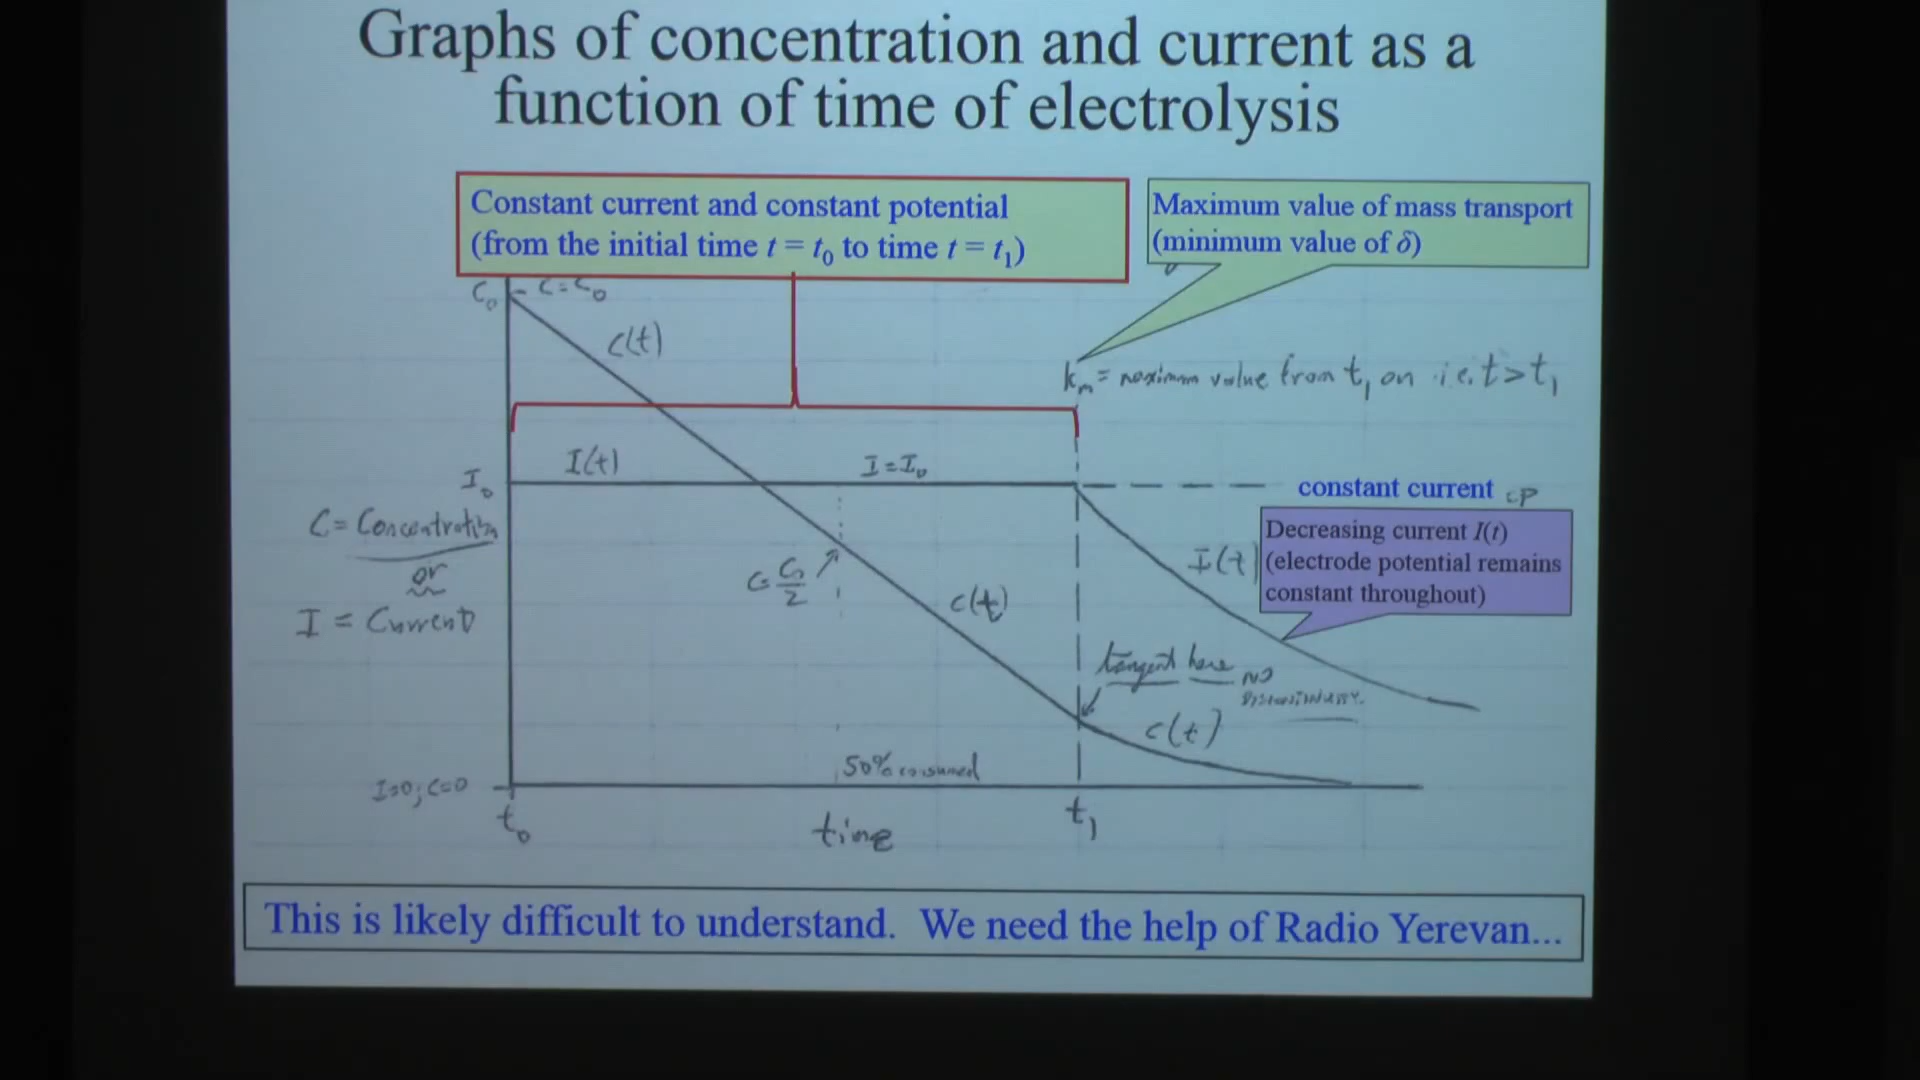 Graphs of concentration and current as a
function of time of electrolysis
Constant current and constant potential
(from the initial time t = t₀ to time t = t₁)
Maximum value of mass transport
(minimum value of δ)
C₀
C = C₀
C(t)
kₘ = maximum value from t₁ on i.e. t > t₁
I(t)
I = I₀
I₀
constant current CP
C = Concentration
or
I = Current
Decreasing current I(t)
(electrode potential remains
constant throughout)
I(t)
C = C₀/2
C(t)
tangent here NO
DISCONTINUITY.
C(t)
50% consumed
I=0; C=0
t₀
time
t₁
This is likely difficult to understand. We need the help of Radio Yerevan...